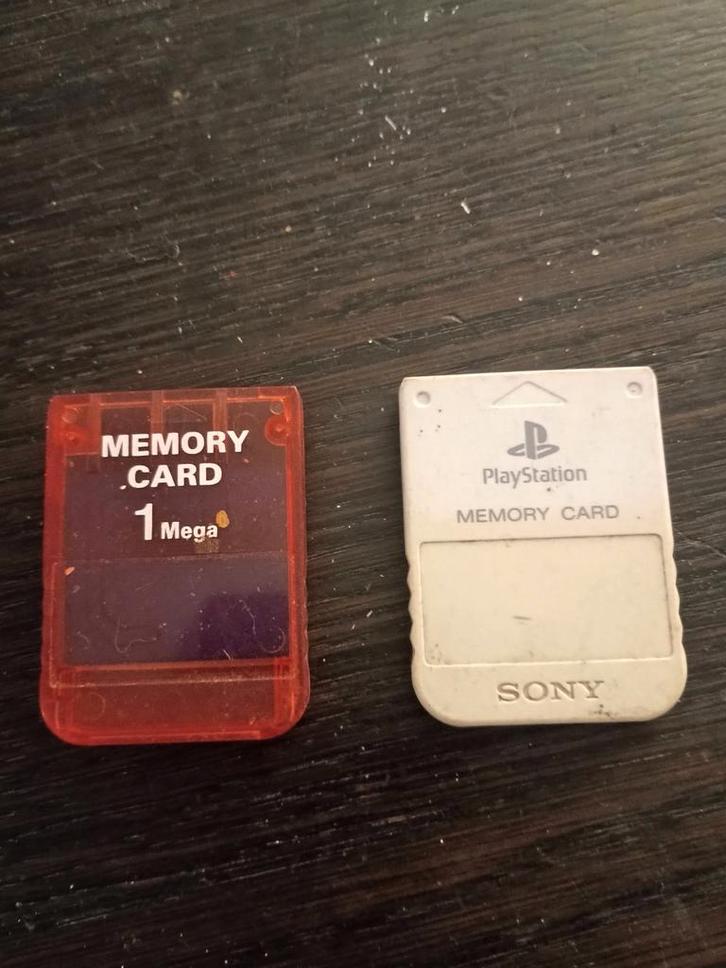 MEMORY
CARD
1 Mega
PlayStation
MEMORY CARD
SONY